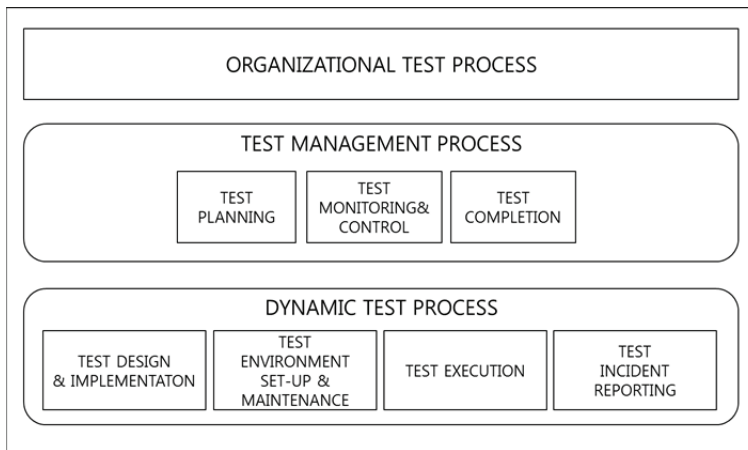 ORGANIZATIONAL TEST PROCESS
TEST MANAGEMENT PROCESS
TEST
PLANNING
TEST
MONITORING&
CONTROL
TEST
COMPLETION
DYNAMIC TEST PROCESS
TEST DESIGN
& IMPLEMENTATON
TEST
ENVIRONMENT
SET-UP &
MAINTENANCE
TEST EXECUTION
TEST
INCIDENT
REPORTING